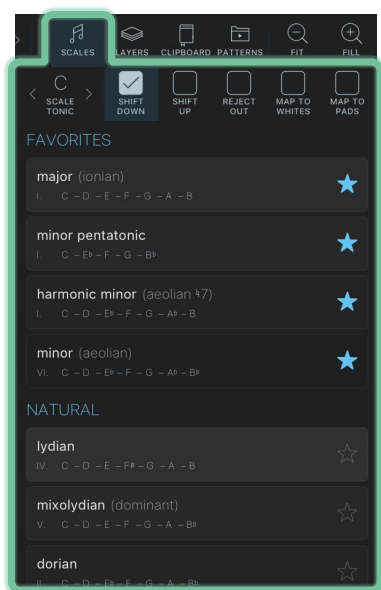 SCALES LAYERS CLIPBOARD PATTERNS FIT FILL
C
SCALE TONIC
SHIFT DOWN
SHIFT UP
REJECT OUT
MAP TO WHITES
MAP TO PADS
FAVORITES
major (ionian)
I. C – D – E – F – G – A – B
minor pentatonic
I. C – E♭ – F – G – B♭
harmonic minor (aeolian ♮7)
I. C – D – E♭ – F – G – A♭ – B
minor (aeolian)
VI. C – D – E♭ – F – G – A♭ – B♭
NATURAL
lydian
IV. C – D – E – F# – G – A – B
mixolydian (dominant)
V. C – D – E – F – G – A – B♭
dorian
II. C – D – E♭ – F – G – A – B♭